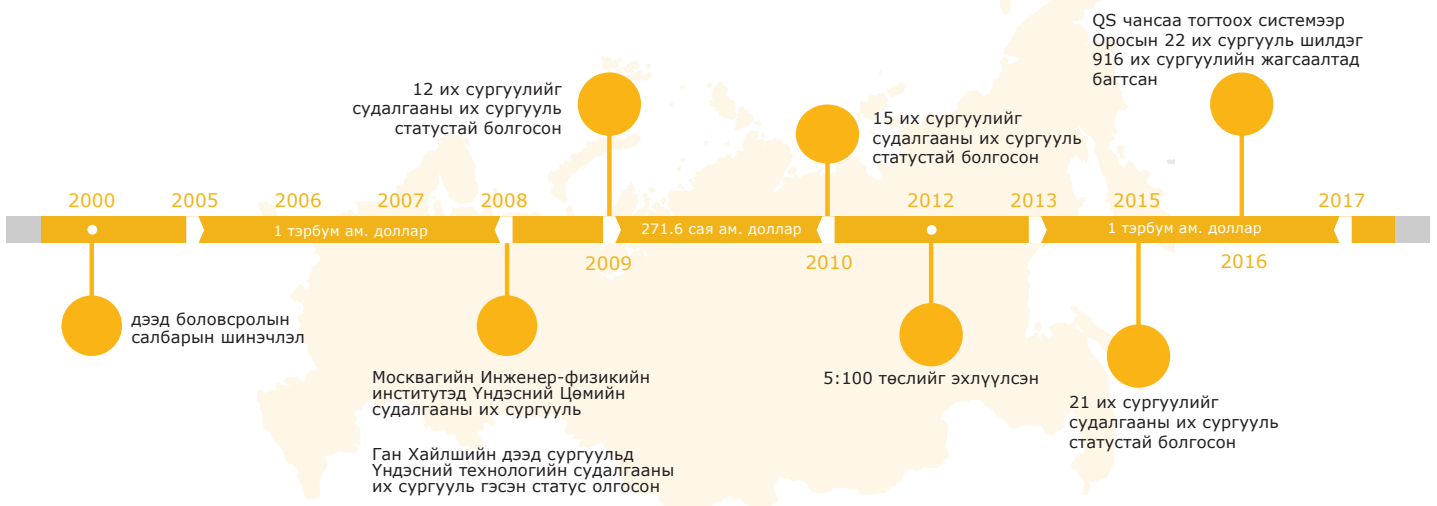 QS чансаа тогтоох системээр
Оросын 22 их сургууль шилдэг
916 их сургуулийн жагсаалтад
багтсан
12 их сургуулийг
судалгааны их сургууль
статустай болгосон
15 их сургуулийг
судалгааны их сургууль
статустай болгосон
2000
2005
2006
2007
2008
2012
2013
2015
2017
1 тэрбум ам. доллар
271.6 сая ам. доллар
1 тэрбум ам. доллар
2009
2010
2016
дээд боловсролын
салбарын шинэчлэл
Москвагийн Инженер-физикийн
институтэд Үндэсний Цөмийн
судалгааны их сургууль
Ган Хайлшийн дээд сургуульд
Үндэсний технологийн судалгааны
их сургууль гэсэн статус олгосон
5:100 төслийг эхлүүлсэн
21 их сургуулийг
судалгааны их сургууль
статустай болгосон